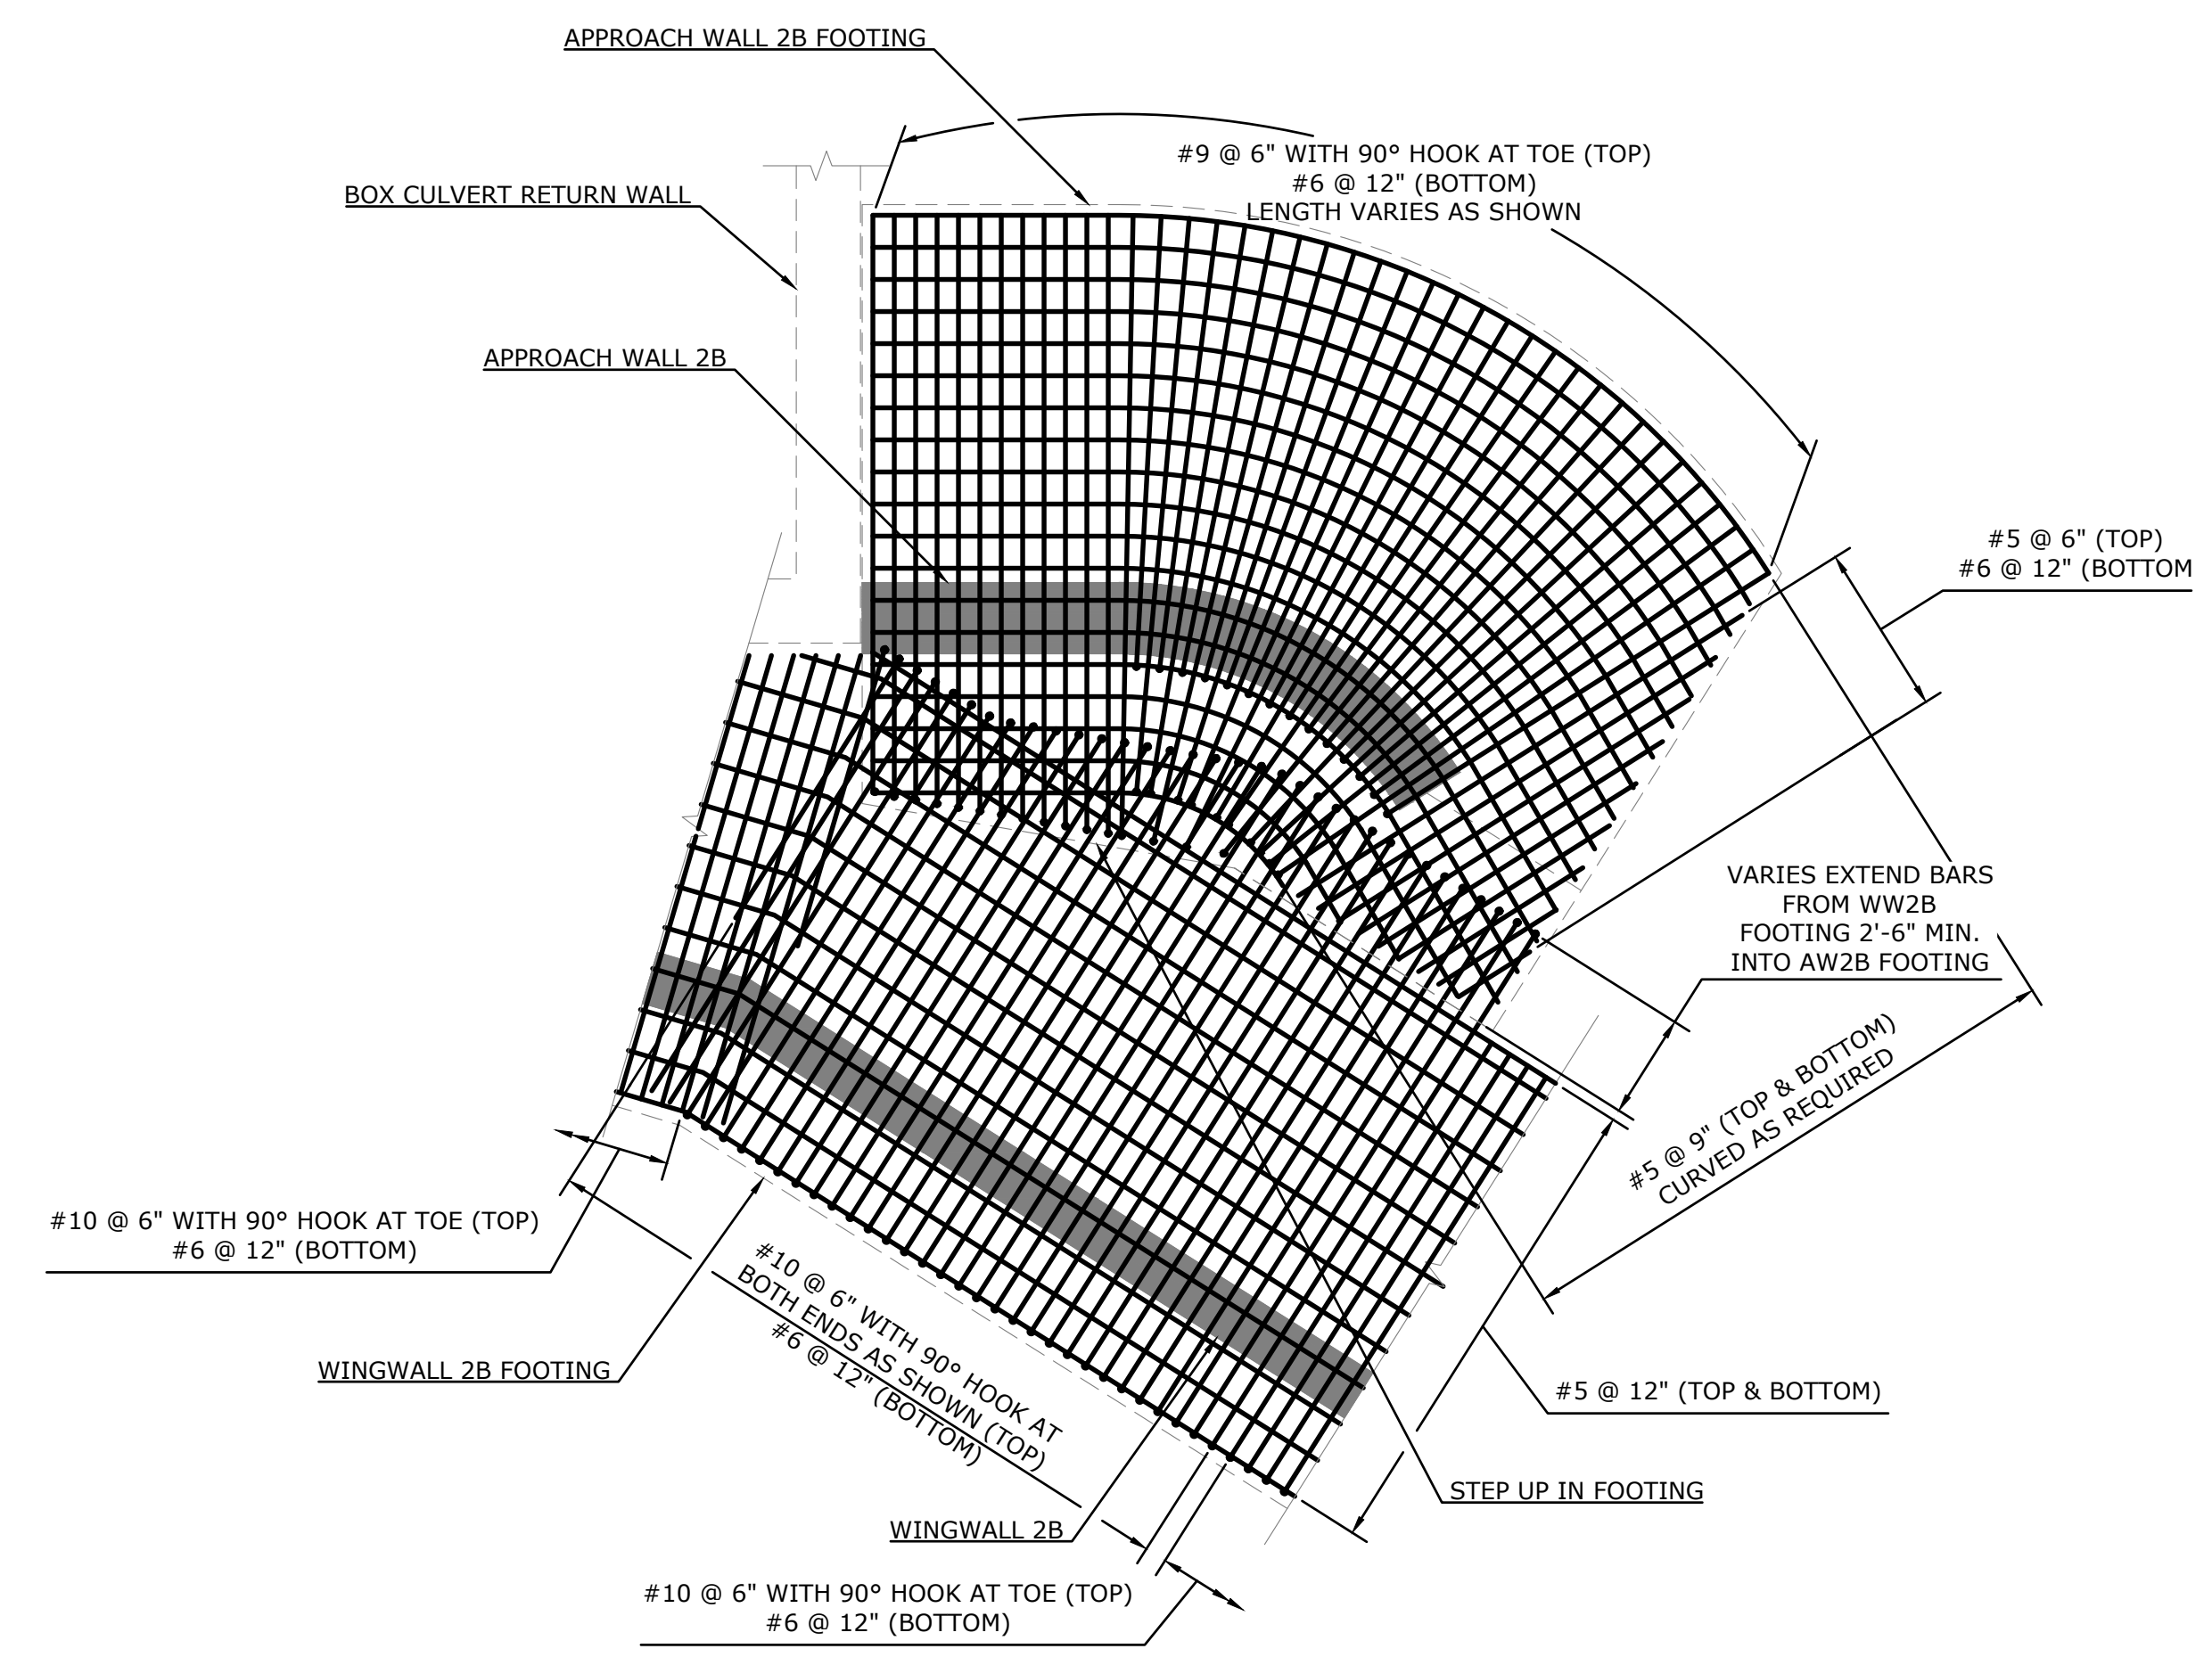 APPROACH WALL 2B FOOTING
#9 @ 6" WITH 90° HOOK AT TOE (TOP)
#6 @ 12" (BOTTOM)
LENGTH VARIES AS SHOWN
BOX CULVERT RETURN WALL
APPROACH WALL 2B
#5 @ 6" (TOP)
#6 @ 12" (BOTTOM
VARIES EXTEND BARS
FROM WW2B
FOOTING 2'-6" MIN.
INTO AW2B FOOTING
#5 @ 9" (TOP & BOTTOM)
CURVED AS REQUIRED
#10 @ 6" WITH 90° HOOK AT TOE (TOP)
#6 @ 12" (BOTTOM)
#10 @ 6" WITH 90° HOOK AT
BOTH ENDS AS SHOWN (TOP)
#6 @ 12" (BOTTOM)
WINGWALL 2B FOOTING
#5 @ 12" (TOP & BOTTOM)
STEP UP IN FOOTING
WINGWALL 2B
#10 @ 6" WITH 90° HOOK AT TOE (TOP)
#6 @ 12" (BOTTOM)